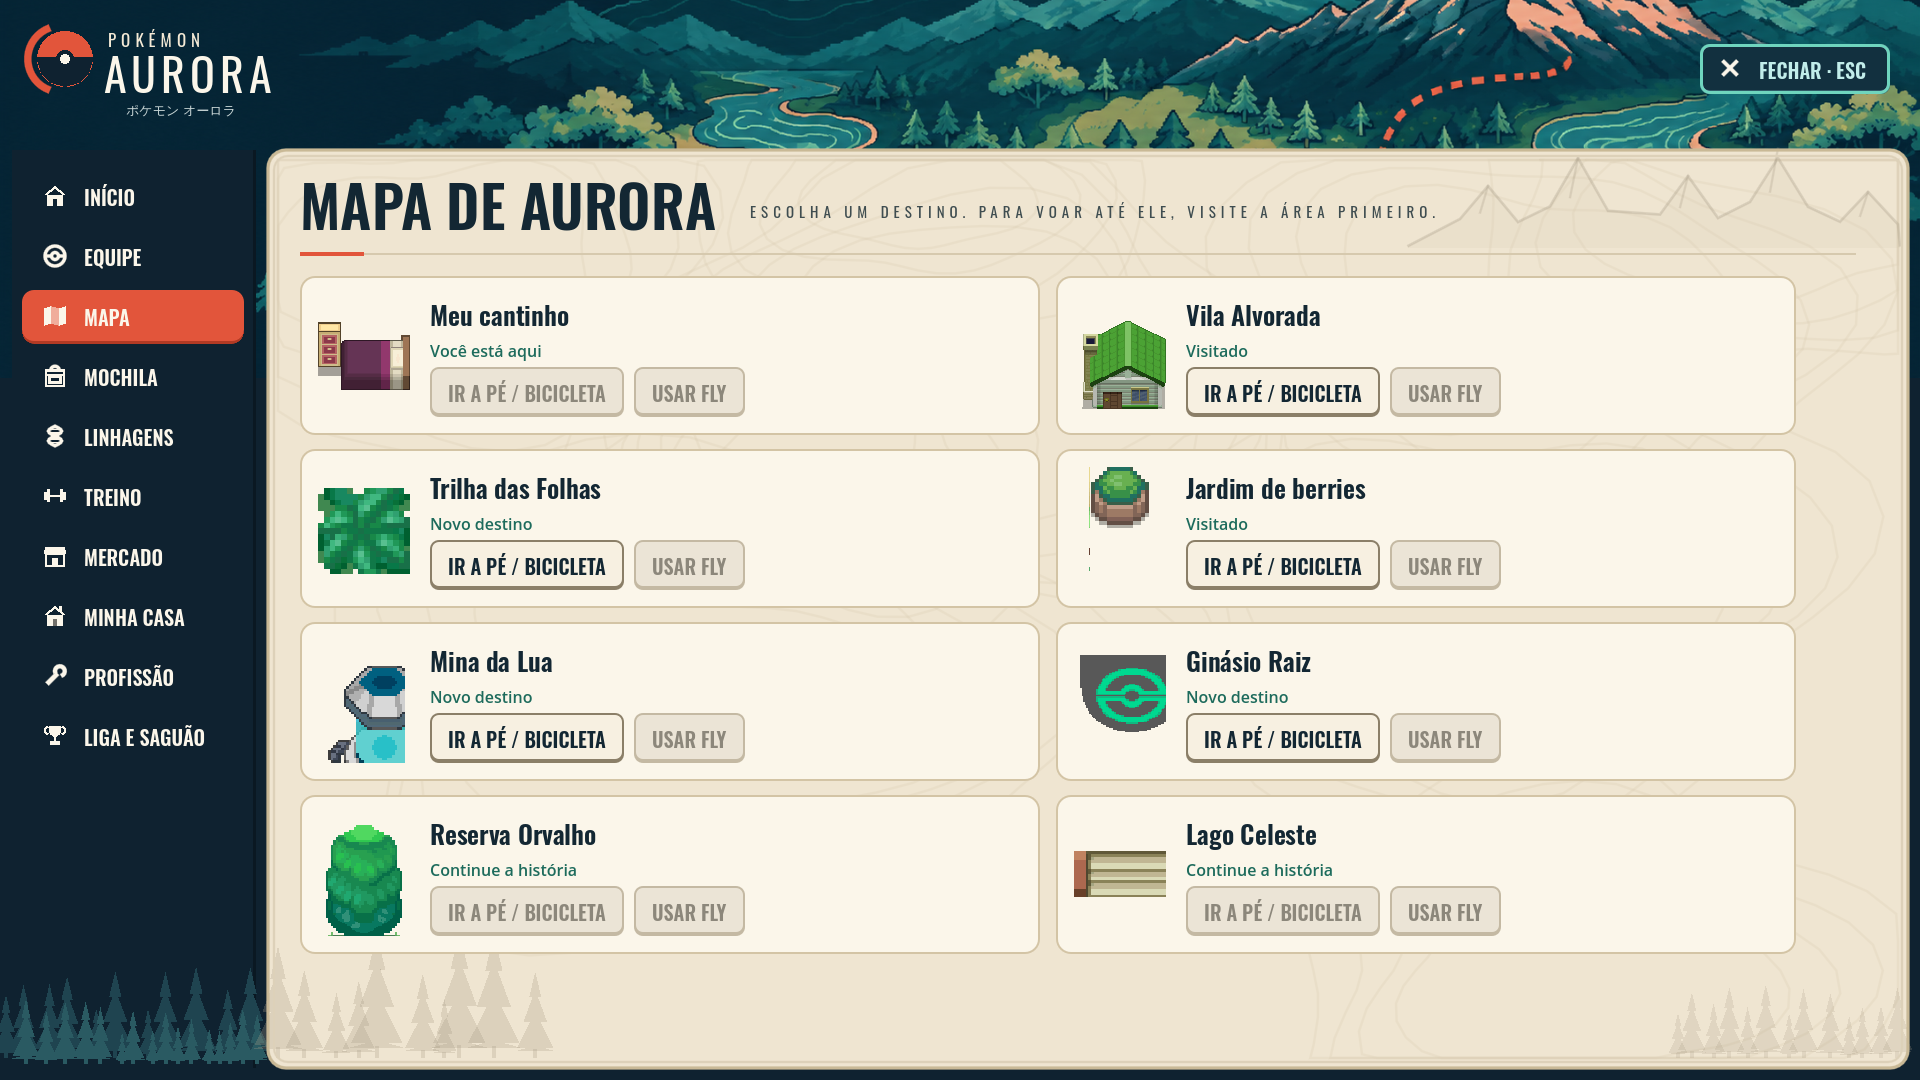 POKÉMON
AURORA
ポケモン オーロラ
FECHAR · ESC
INÍCIO
EQUIPE
MAPA
MOCHILA
LINHAGENS
TREINO
MERCADO
MINHA CASA
PROFISSÃO
LIGA E SAGUÃO
MAPA DE AURORA
ESCOLHA UM DESTINO. PARA VOAR ATÉ ELE, VISITE A ÁREA PRIMEIRO.
Meu cantinho
Você está aqui
IR A PÉ / BICICLETA USAR FLY
Vila Alvorada
Visitado
IR A PÉ / BICICLETA USAR FLY
Trilha das Folhas
Novo destino
IR A PÉ / BICICLETA USAR FLY
Jardim de berries
Visitado
IR A PÉ / BICICLETA USAR FLY
Mina da Lua
Novo destino
IR A PÉ / BICICLETA USAR FLY
Ginásio Raiz
Novo destino
IR A PÉ / BICICLETA USAR FLY
Reserva Orvalho
Continue a história
IR A PÉ / BICICLETA USAR FLY
Lago Celeste
Continue a história
IR A PÉ / BICICLETA USAR FLY